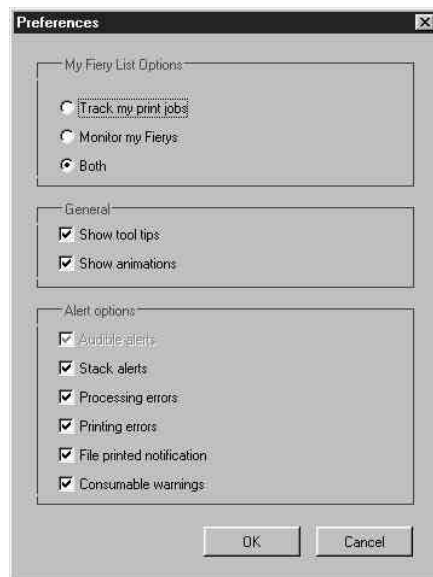 Preferences
My Fiery List Options
Track my print jobs
Monitor my Fierys
Both
General
Show tool tips
Show animations
Alert options
Audible alerts
Stack alerts
Processing errors
Printing errors
File printed notification
Consumable warnings
OK Cancel